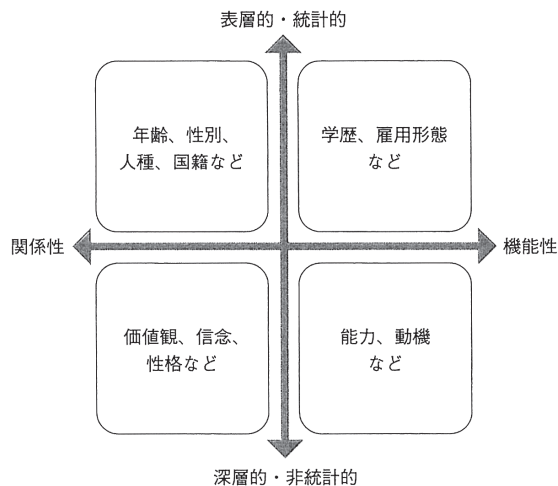 表層的・統計的
年齢、性別、
人種、国籍など
学歴、雇用形態
など
関係性
機能性
価値観、信念、
性格など
能力、動機
など
深層的・非統計的